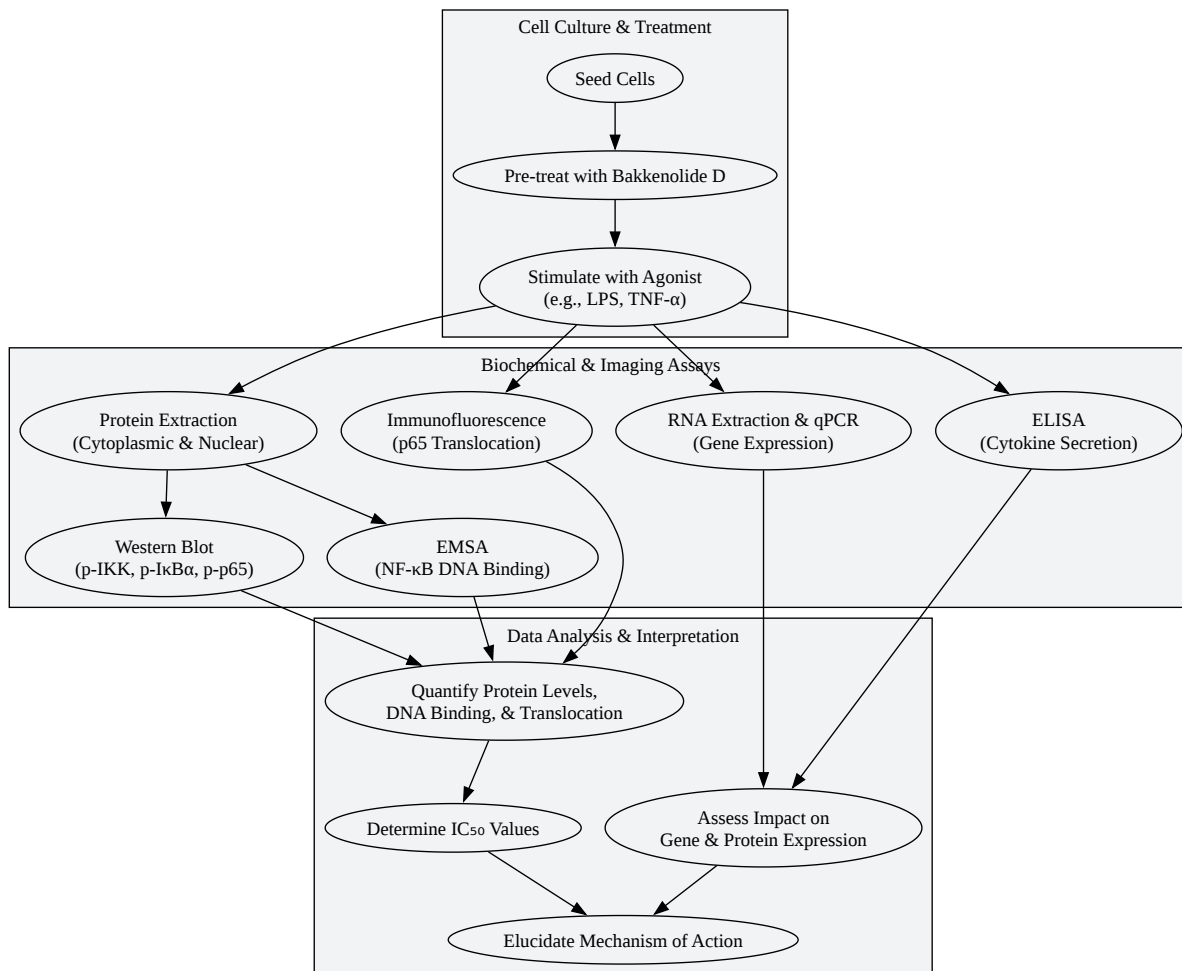 Cell Culture & Treatment
Seed Cells
Pre-treat with Bakkenolide D
Stimulate with Agonist
(e.g., LPS, TNF-α)
Biochemical & Imaging Assays
Protein Extraction
(Cytoplasmic & Nuclear)
Immunofluorescence
(p65 Translocation)
RNA Extraction & qPCR
(Gene Expression)
ELISA
(Cytokine Secretion)
Western Blot
(p-IKK, p-IκBα, p-p65)
EMSA
(NF-κB DNA Binding)
Data Analysis & Interpretation
Quantify Protein Levels,
DNA Binding, & Translocation
Determine IC₅₀ Values
Assess Impact on
Gene & Protein Expression
Elucidate Mechanism of Action